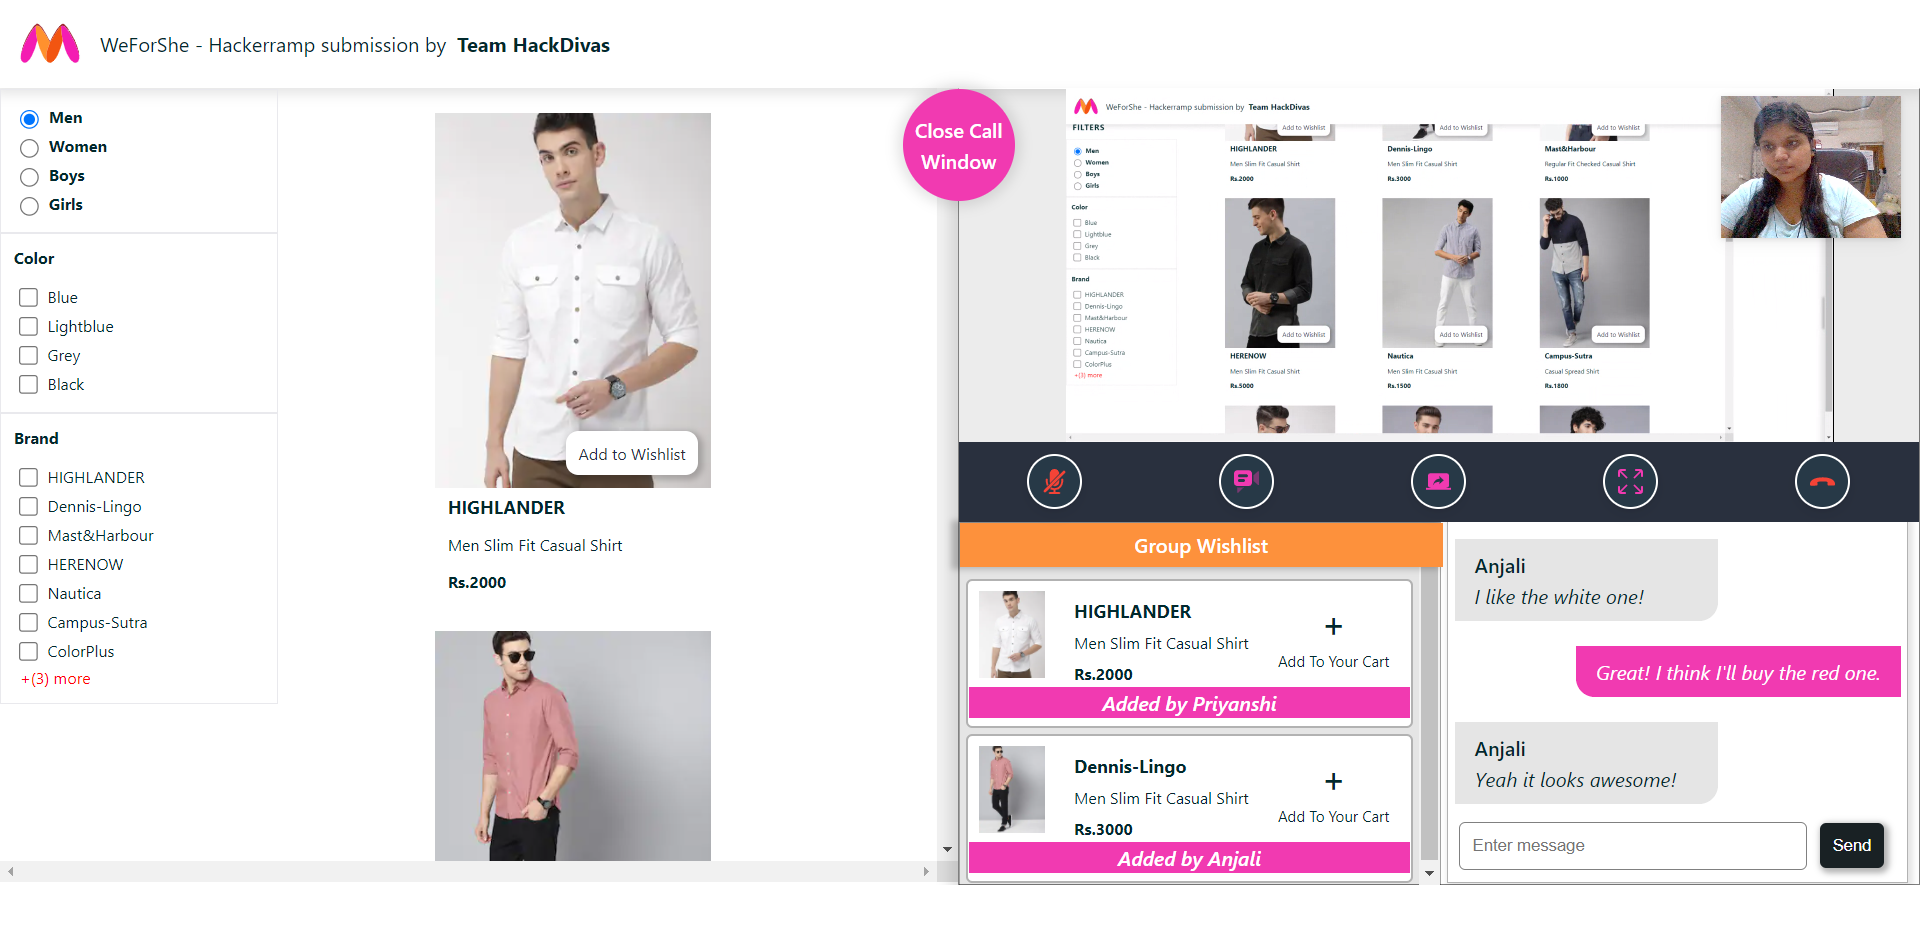 WeForShe - Hackerramp submission by Team HackDivas
Men
Women
Boys
Girls
Color
Blue
Lightblue
Grey
Black
Brand
HIGHLANDER
Dennis-Lingo
Mast&Harbour
HERENOW
Nautica
Campus-Sutra
ColorPlus
+(3) more
Add to Wishlist
HIGHLANDER
Men Slim Fit Casual Shirt
Rs.2000
Close Call
Window
WeForShe - Hackerramp submission by Team HackDivas
FILTERS
Men
Women
Boys
Girls
Color
Blue
Lightblue
Grey
Black
Brand
HIGHLANDER
Dennis-Lingo
Mast&Harbour
HERENOW
Nautica
Campus-Sutra
ColorPlus
+(3) more
Add to Wishlist
Add to Wishlist
Add to Wishlist
HIGHLANDER
Men Slim Fit Casual Shirt
Rs.2000
Dennis-Lingo
Men Slim Fit Casual Shirt
Rs.3000
Mast&Harbour
Regular Fit Checked Casual Shirt
Rs.1000
Add to Wishlist
Add to Wishlist
Add to Wishlist
HERENOW
Men Slim Fit Casual Shirt
Rs.5000
Nautica
Men Slim Fit Casual Shirt
Rs.1500
Campus-Sutra
Casual Spread Shirt
Rs.1800
Group Wishlist
HIGHLANDER
Men Slim Fit Casual Shirt
Rs.2000
+
Add To Your Cart
Added by Priyanshi
Dennis-Lingo
Men Slim Fit Casual Shirt
Rs.3000
+
Add To Your Cart
Added by Anjali
Anjali
I like the white one!
Great! I think I'll buy the red one.
Anjali
Yeah it looks awesome!
Enter message
Send